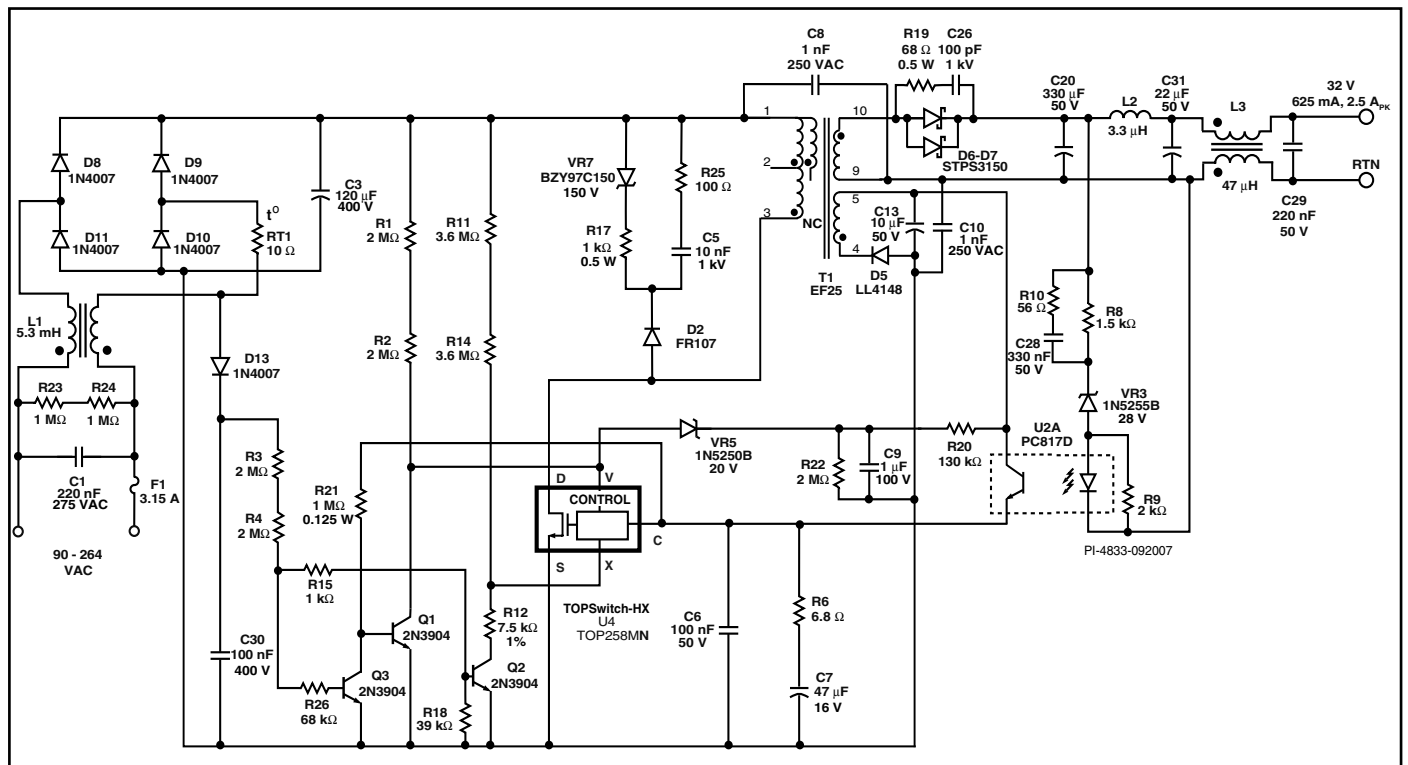 C8
1 nF
250 VAC
R19
68 Ω
0.5 W
C26
100 pF
1 kV
C20
330 µF
50 V
L2
3.3 µH
C31
22 µF
50 V
L3
47 µH
32 V
625 mA, 2.5 APK
RTN
C29
220 nF
50 V
1
2
3
NC
10
9
5
4
D6-D7
STPS3150
D8
1N4007
D9
1N4007
D11
1N4007
D10
1N4007
C3
120 µF
400 V
tO
RT1
10 Ω
R1
2 MΩ
R11
3.6 MΩ
VR7
BZY97C150
150 V
R25
100 Ω
R17
1 kΩ
0.5 W
C5
10 nF
1 kV
C13
10 µF
50 V
C10
1 nF
250 VAC
T1
EF25
D5
LL4148
L1
5.3 mH
D13
1N4007
R2
2 MΩ
R14
3.6 MΩ
D2
FR107
R10
56 Ω
R8
1.5 kΩ
C28
330 nF
50 V
VR3
1N5255B
28 V
R23
1 MΩ
R24
1 MΩ
C1
220 nF
275 VAC
F1
3.15 A
90 - 264
VAC
R3
2 MΩ
R4
2 MΩ
R21
1 MΩ
0.125 W
VR5
1N5250B
20 V
R22
2 MΩ
C9
1 µF
100 V
R20
130 kΩ
U2A
PC817D
R9
2 kΩ
PI-4833-092007
D
V
CONTROL
C
S
X
TOPSwitch-HX
U4
TOP258MN
R15
1 kΩ
R12
7.5 kΩ
1%
C30
100 nF
400 V
Q1
2N3904
Q3
2N3904
Q2
2N3904
R26
68 kΩ
R18
39 kΩ
C6
100 nF
50 V
R6
6.8 Ω
C7
47 µF
16 V